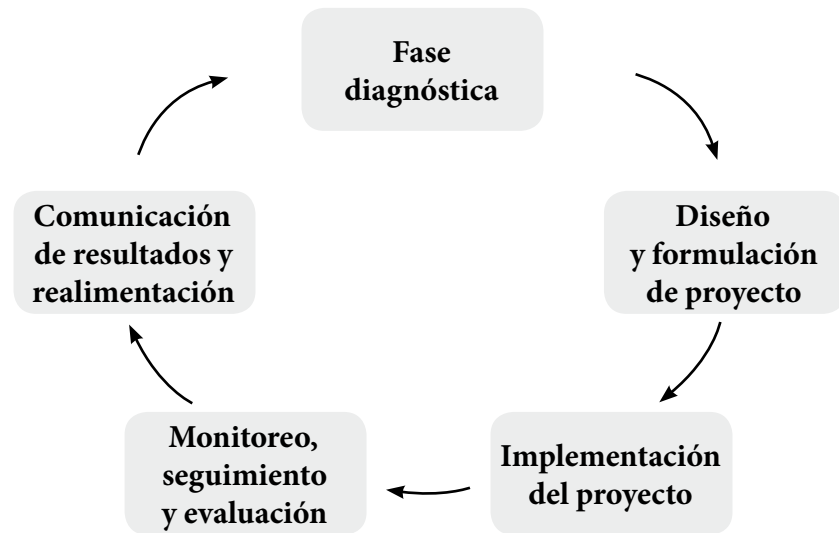 Fase
diagnóstica
Diseño
y formulación
de proyecto
Implementación
del proyecto
Monitoreo,
seguimiento
y evaluación
Comunicación
de resultados y
realimentación